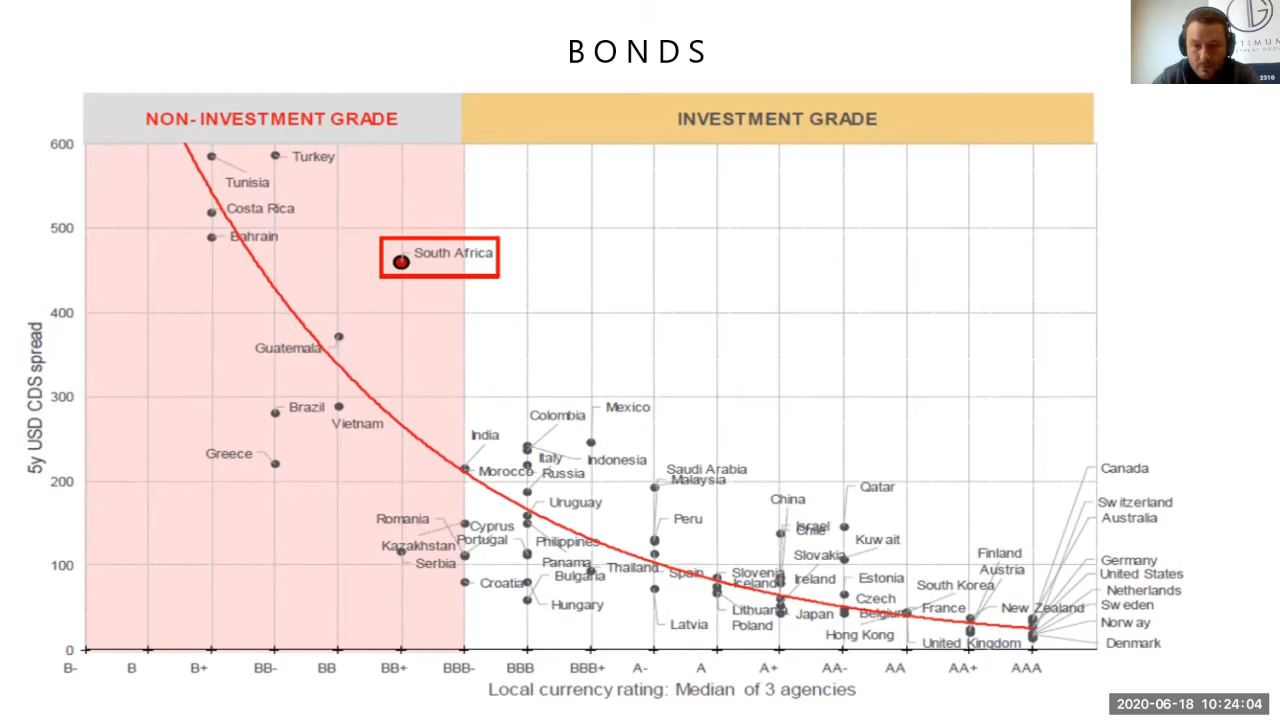 BONDS
TIMUM
2310
NON- INVESTMENT GRADE
INVESTMENT GRADE
600
500
400
300
200
100
0
5y USD CDS spread
Turkey
Tunisia
Costa Rica
Bahrain
South Africa
Guatemala
Brazil
Vietnam
Greece
Colombia
Mexico
India
Italy
Indonesia
Morocco
Russia
Saudi Arabia
Malaysia
Canada
Qatar
China
Uruguay
Switzerland
Romania
Cyprus
Peru
Israel
Chile
Australia
Kazakhstan
Portugal
Philippines
Kuwait
Serbia
Panama
Thailand
Slovakia
Finland
Austria
Germany
Croatia
Bulgaria
Spain
Slovenia
Iceland
Ireland
Estonia
South Korea
United States
Netherlands
Hungary
Lithuania
Japan
Czech
Belgium
France
New Zealand
Sweden
Latvia
Poland
Hong Kong
United Kingdom
Norway
Denmark
B-
B
B+
BB-
BB
BB+
BBB-
BBB
BBB+
A-
A
A+
AA-
AA
AA+
AAA
Local currency rating: Median of 3 agencies
2020-06-18 10:24:04